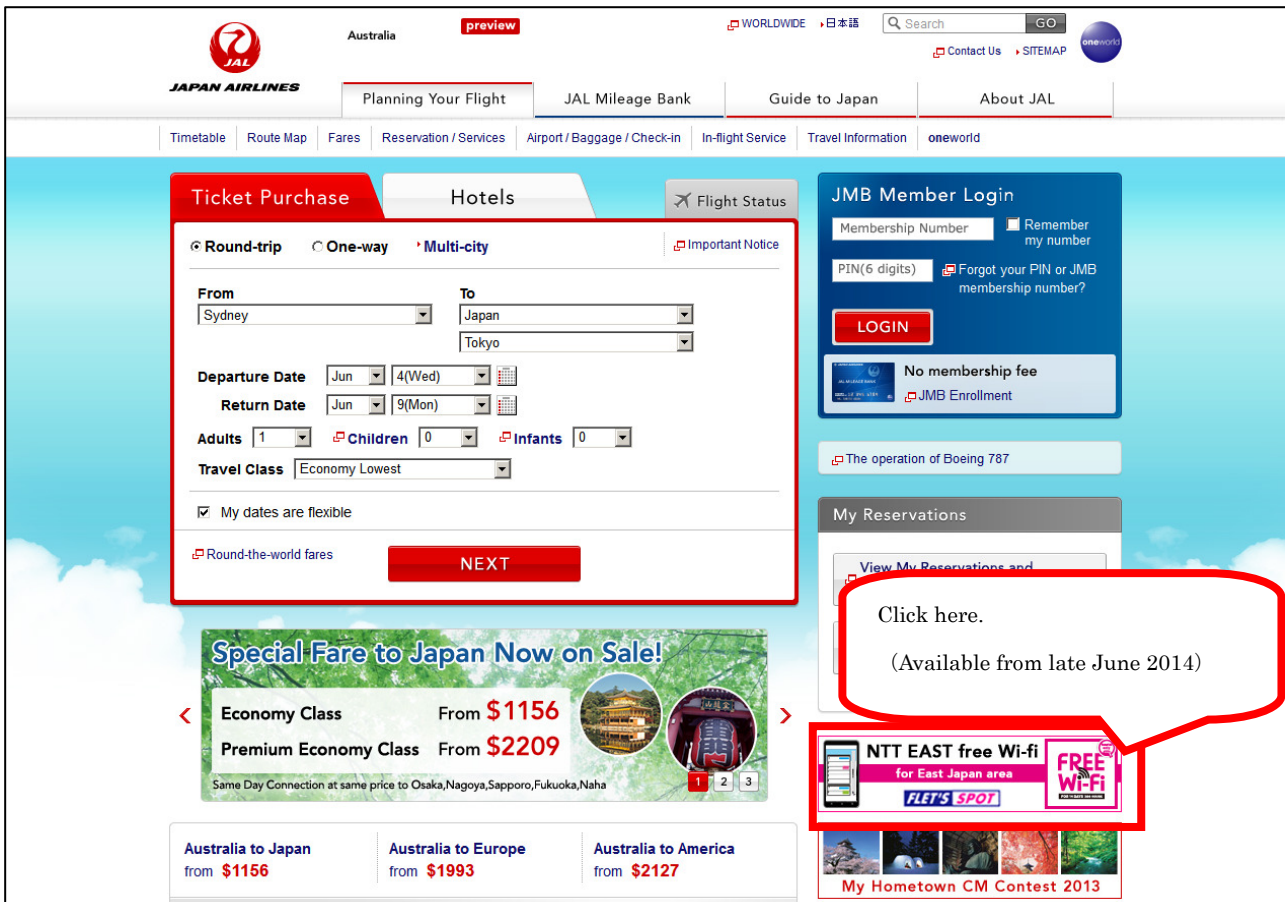 Australia
preview
WORLDWIDE
日本語
Search
GO
Contact Us
SITEMAP
oneworld
JAL
JAPAN AIRLINES
Planning Your Flight
JAL Mileage Bank
Guide to Japan
About JAL
Timetable
Route Map
Fares
Reservation / Services
Airport / Baggage / Check-in
In-flight Service
Travel Information
oneworld
Ticket Purchase
Hotels
Flight Status
Round-trip
One-way
Multi-city
Important Notice
From
To
Sydney
Japan
Tokyo
Departure Date
Jun
4(Wed)
Return Date
Jun
9(Mon)
Adults
1
Children
0
Infants
0
Travel Class
Economy Lowest
My dates are flexible
Round-the-world fares
NEXT
JMB Member Login
Membership Number
Remember
my number
PIN(6 digits)
Forgot your PIN or JMB
membership number?
LOGIN
No membership fee
JMB Enrollment
The operation of Boeing 787
My Reservations
View My Reservations and
Click here.
（Available from late June 2014）
Special Fare to Japan Now on Sale!
Economy Class From $1156
Premium Economy Class From $2209
Same Day Connection at same price to Osaka,Nagoya,Sapporo,Fukuoka,Naha
1
2
3
NTT EAST free Wi-fi
for East Japan area
FLET'S SPOT
FREE
Wi-Fi
Australia to Japan
from $1156
Australia to Europe
from $1993
Australia to America
from $2127
My Hometown CM Contest 2013